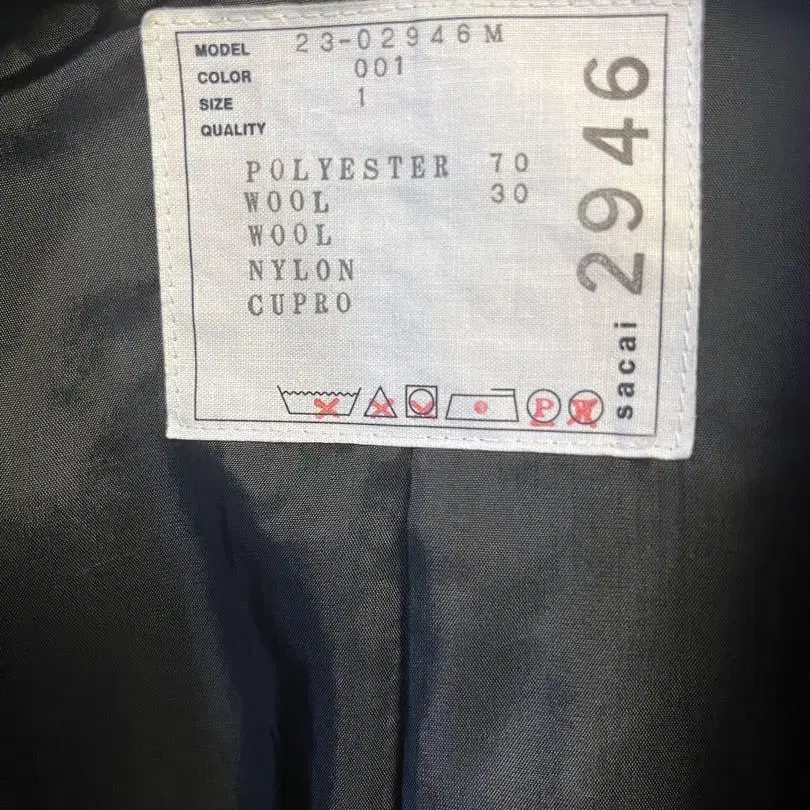 MODEL 23-02946M
COLOR 001
SIZE 1
QUALITY
POLYESTER 70
WOOL 30
WOOL
NYLON
CUPRO
P W
sacai 2946